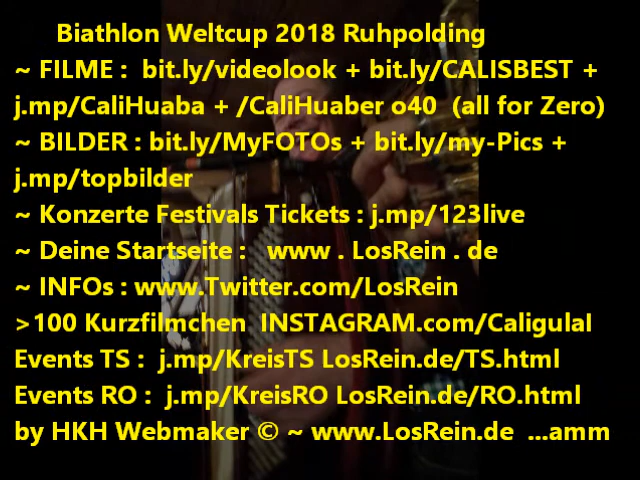 Biathlon Weltcup 2018 Ruhpolding
~ FILME :  bit.ly/videolook + bit.ly/CALISBEST +
j.mp/CaliHuaba + /CaliHuaber o40  (all for Zero)
~ BILDER : bit.ly/MyFOTOs + bit.ly/my-Pics +
j.mp/topbilder
~ Konzerte Festivals Tickets : j.mp/123live
~ Deine Startseite :   www . LosRein . de
~ INFOs : www.Twitter.com/LosRein
>100 Kurzfilmchen  INSTAGRAM.com/CaligulaI
Events TS :  j.mp/KreisTS LosRein.de/TS.html
Events RO :  j.mp/KreisRO LosRein.de/RO.html
by HKH Webmaker © ~ www.LosRein.de  ...amm